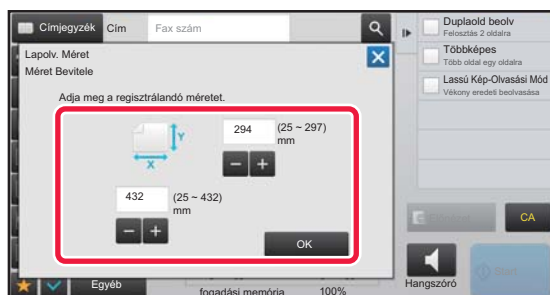 Címjegyzék
Cím
Fax szám
Lapolv. Méret
Méret Bevitele
Adja meg a regisztrálandó méretet.
Y
294
(25 ~ 297)
mm
X
432
(25 ~ 432)
mm
OK
Egyéb
fogadási memória
100%
Duplaold beolv
Felosztás 2 oldalra
Többképes
Több oldal egy oldalra
Lassú Kép-Olvasási Mód
Vékony eredeti beolvasása
CA
Hangszóró
Start